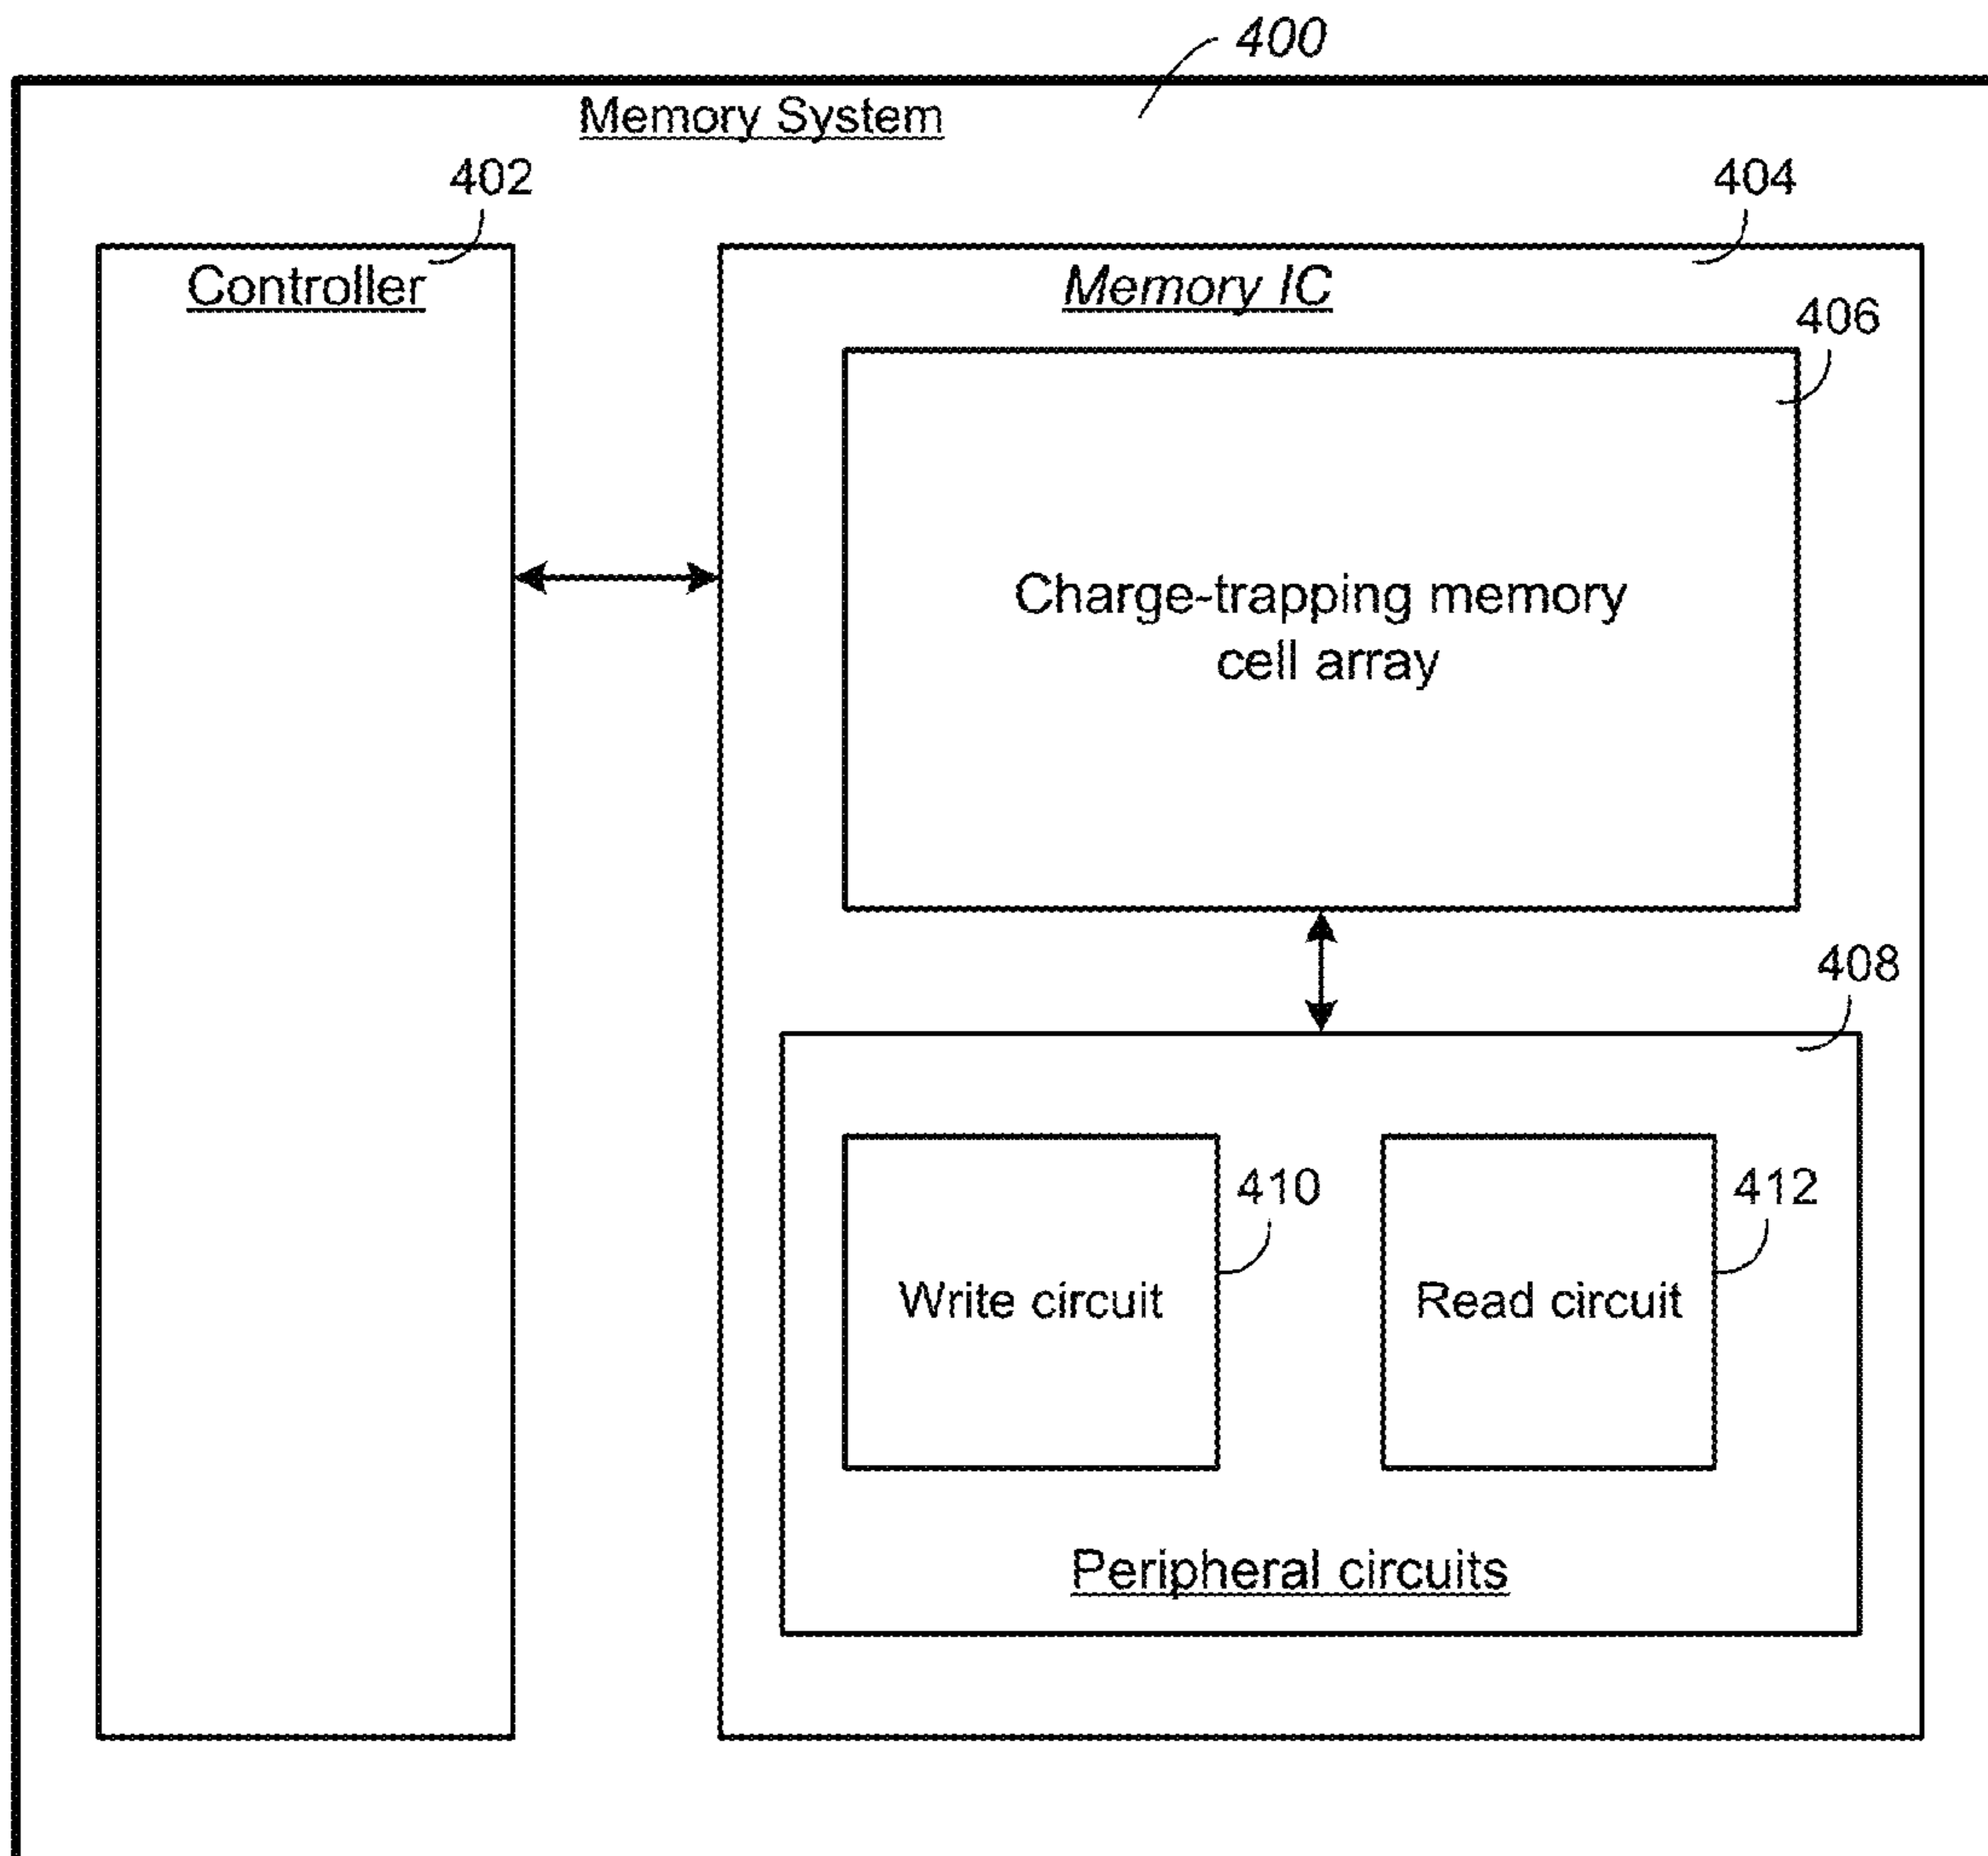 400
Memory System
402
404
Controller
Memory IC
406
Charge-trapping memory
cell array
408
410
412
Write circuit
Read circuit
Peripheral circuits